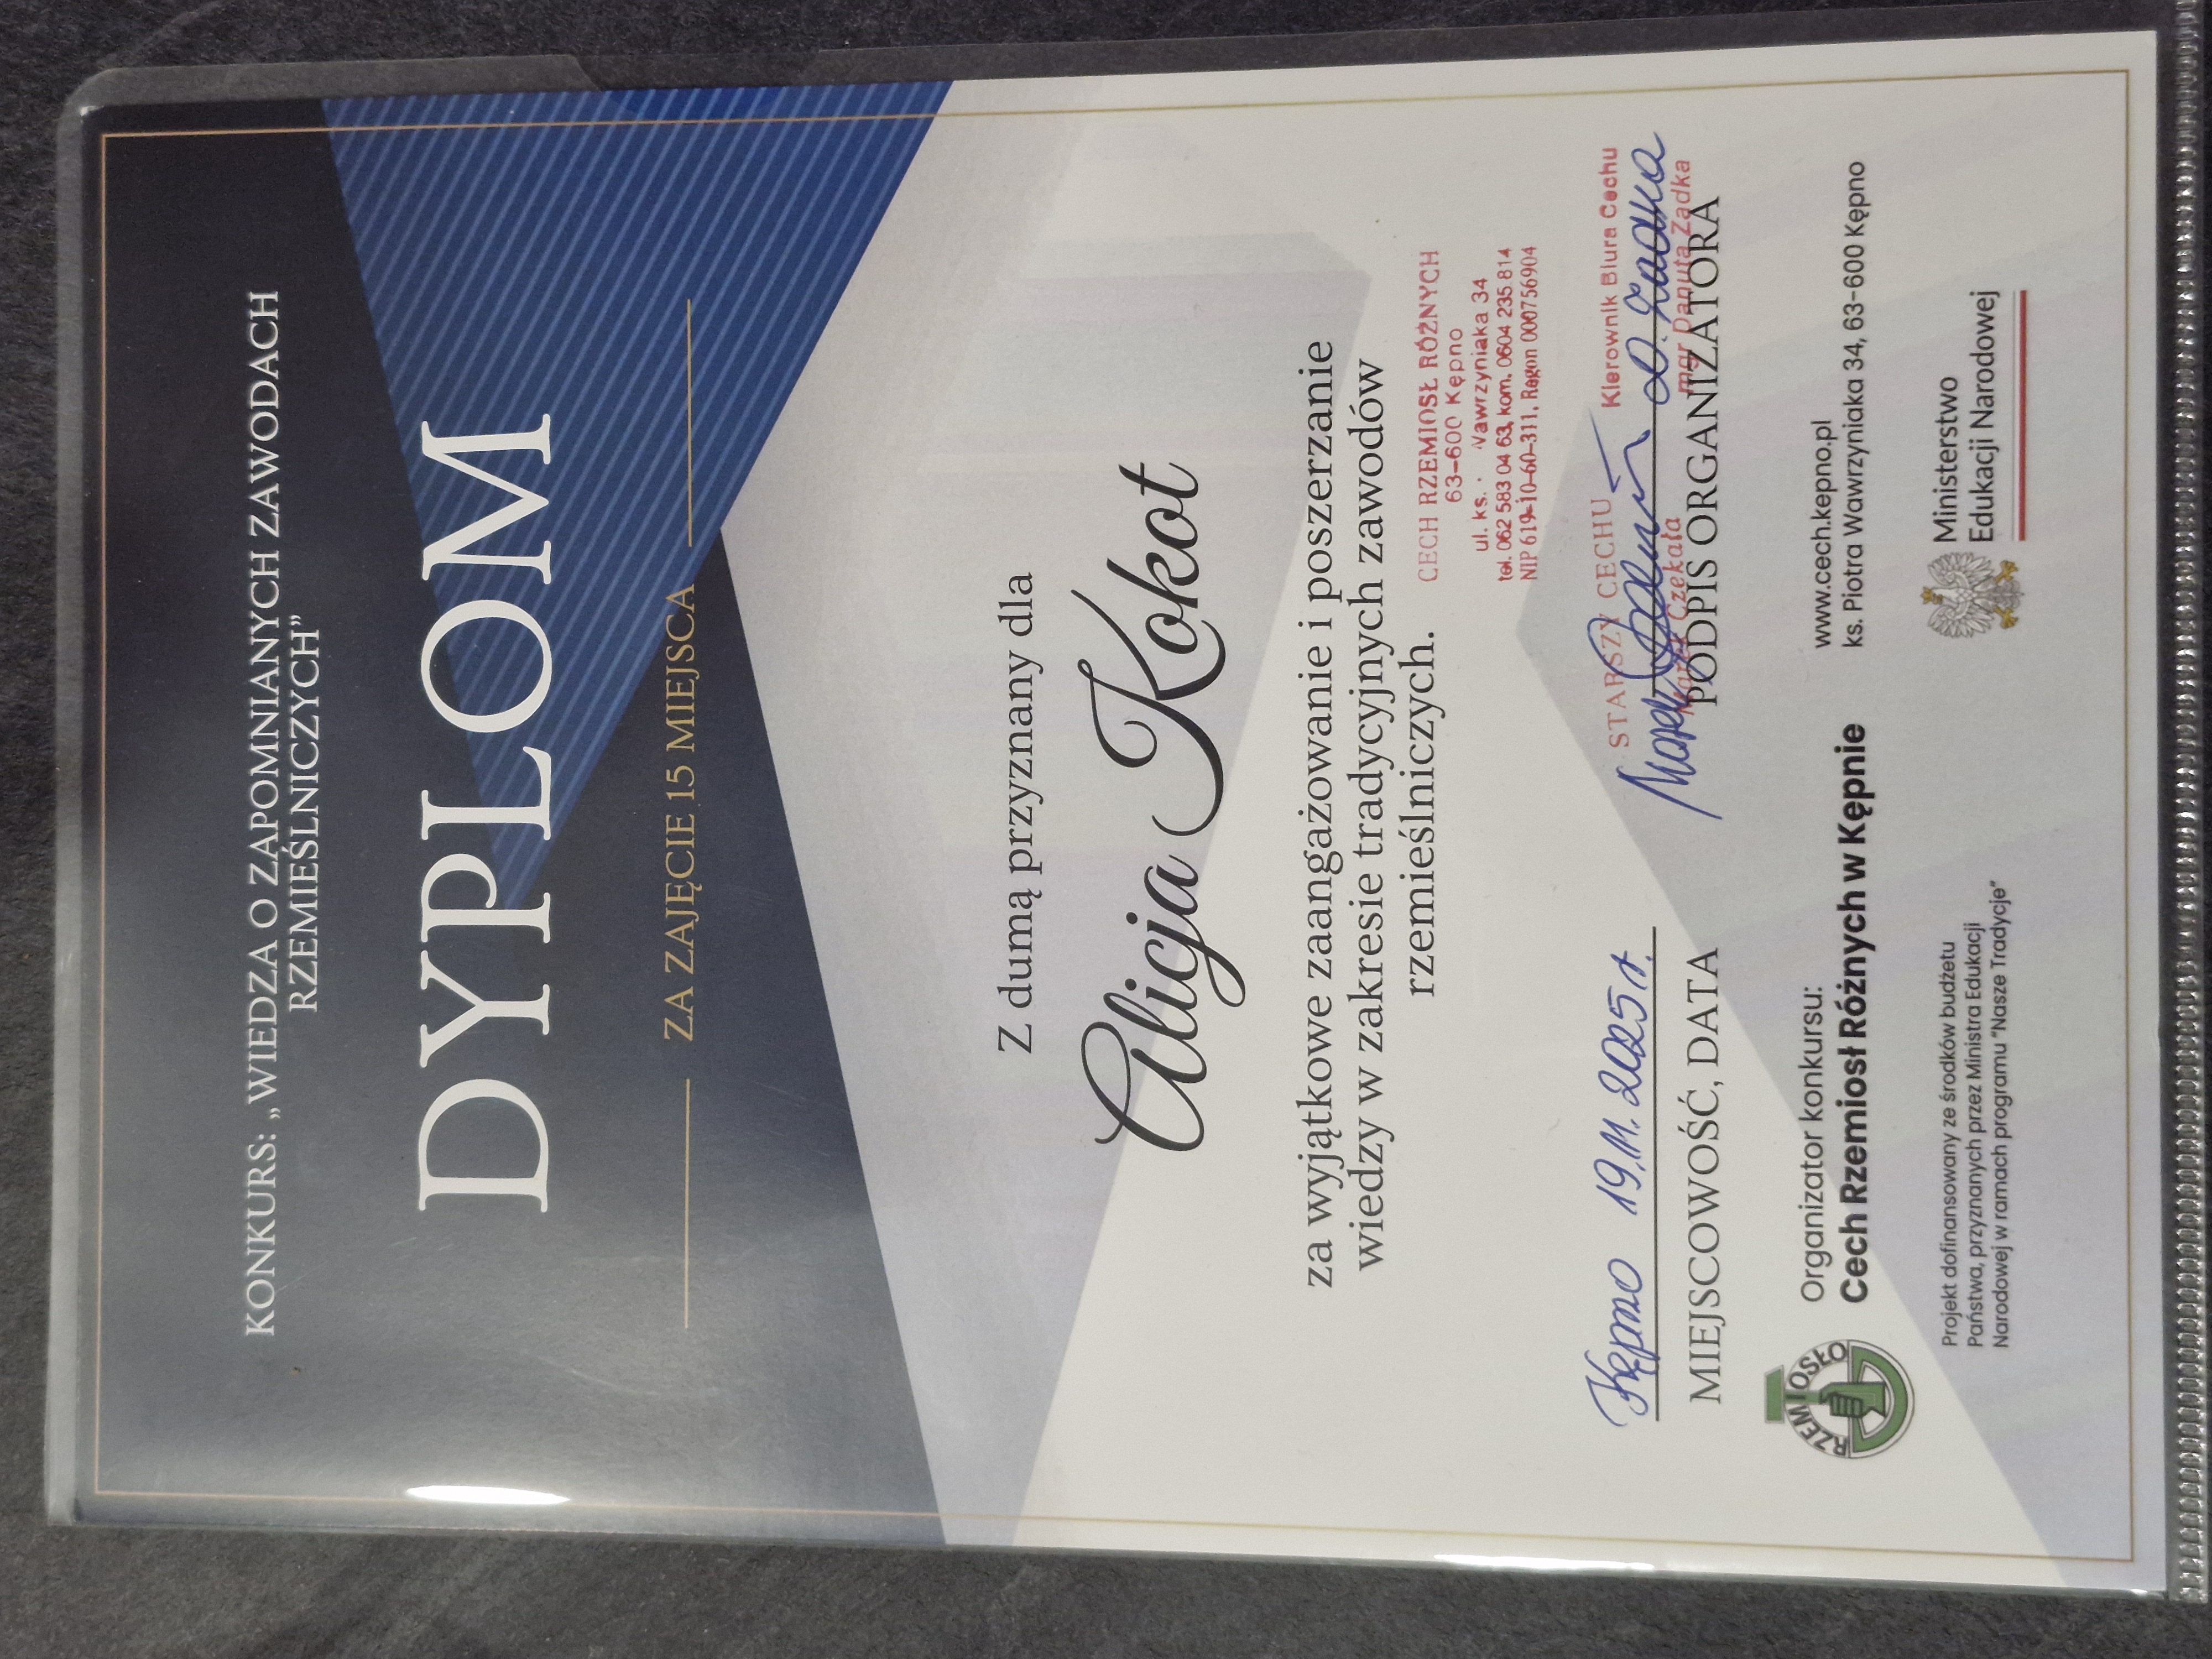 KONKURS: „WIEDZA O ZAPOMNIANYCH ZAWODACH
RZEMIEŚLNICZYCH”
DYPLOM
ZA ZAJĘCIE 15 MIEJSCA
Z dumą przyznany dla
Alicja Kokot
za wyjątkowe zaangażowanie i poszerzanie
wiedzy w zakresie tradycyjnych zawodów
rzemieślniczych.
CECH RZEMIOSŁ RÓŻNYCH
63-600 Kępno
ul. ks. Wawrzyniaka 34
tel. 062 583 04 63, kom. 0604 235 814
NIP 619-10-60-311, Regon 000756904
Kępno 19.11.2025r.
MIEJSCOWOŚĆ, DATA
STARSZY CECHU
Marek Czekała
Kierownik Biura Cechu
D. Żadka
mgr Danuta Żadka
PODPIS ORGANIZATORA
RZEMIOSŁO
Organizator konkursu:
Cech Rzemiosł Różnych w Kępnie
www.cech.kepno.pl
ks. Piotra Wawrzyniaka 34, 63-600 Kępno
Projekt dofinansowany ze środków budżetu
Państwa, przyznanych przez Ministra Edukacji
Narodowej w ramach programu "Nasze Tradycje"
Ministerstwo
Edukacji Narodowej